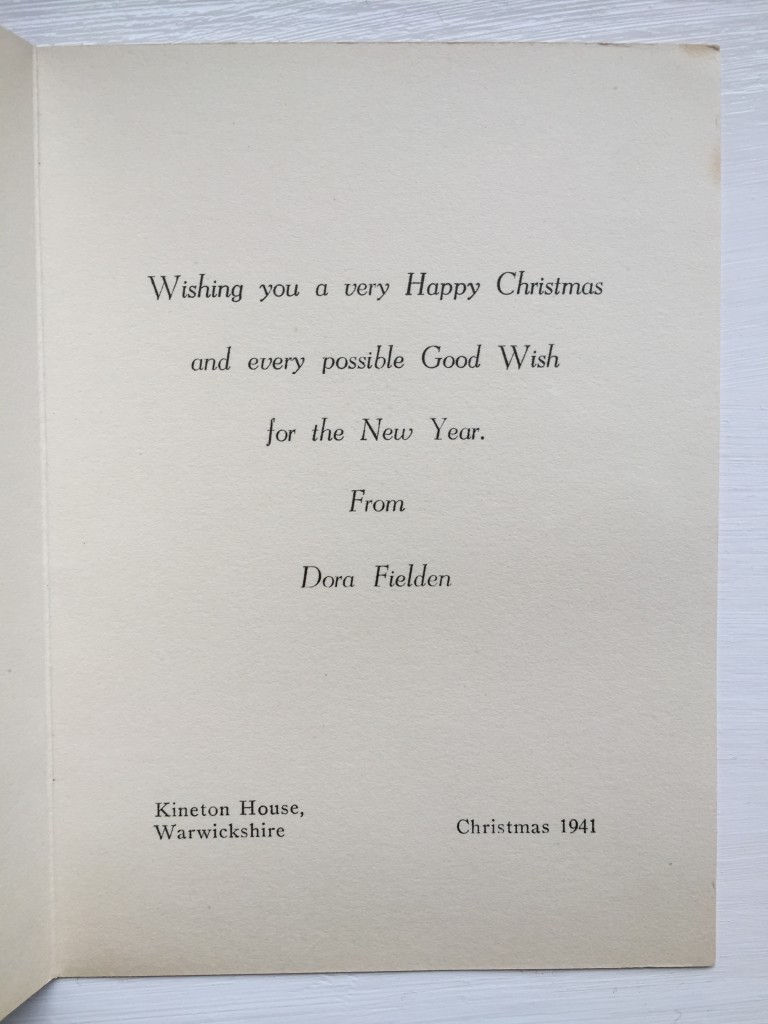 Wishing you a very Happy Christmas
and every possible Good Wish
for the New Year.
From
Dora Fielden
Kineton House,
Warwickshire
Christmas 1941